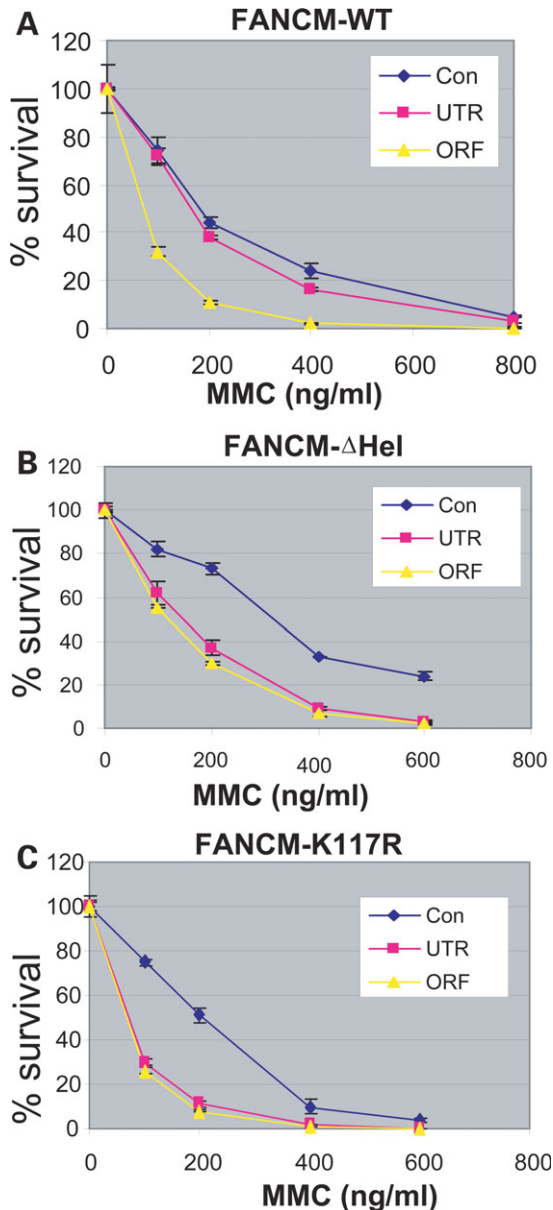 A
FANCM-WT
120
100
80
60
40
20
0
% survival
Con
UTR
ORF
0 200 400 600 800
MMC (ng/ml)
B
FANCM-ΔHel
120
100
80
60
40
20
0
% survival
Con
UTR
ORF
0 200 400 600 800
MMC (ng/ml)
C
FANCM-K117R
120
100
80
60
40
20
0
% survival
Con
UTR
ORF
0 200 400 600 800
MMC (ng/ml)